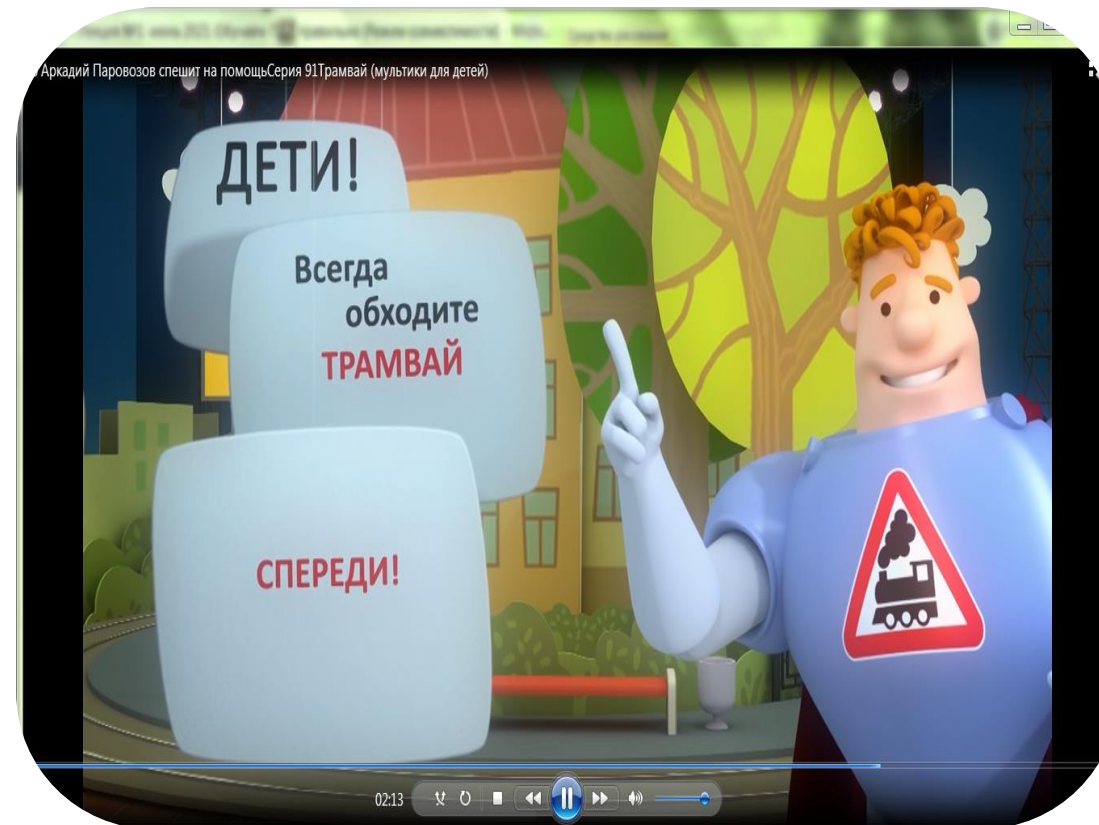 Аркадий Паровозов спешит на помощьСерия 91Трамвай (мультики для детей)
ДЕТИ!
Всегда
обходите
ТРАМВАЙ
СПЕРЕДИ!
02:13